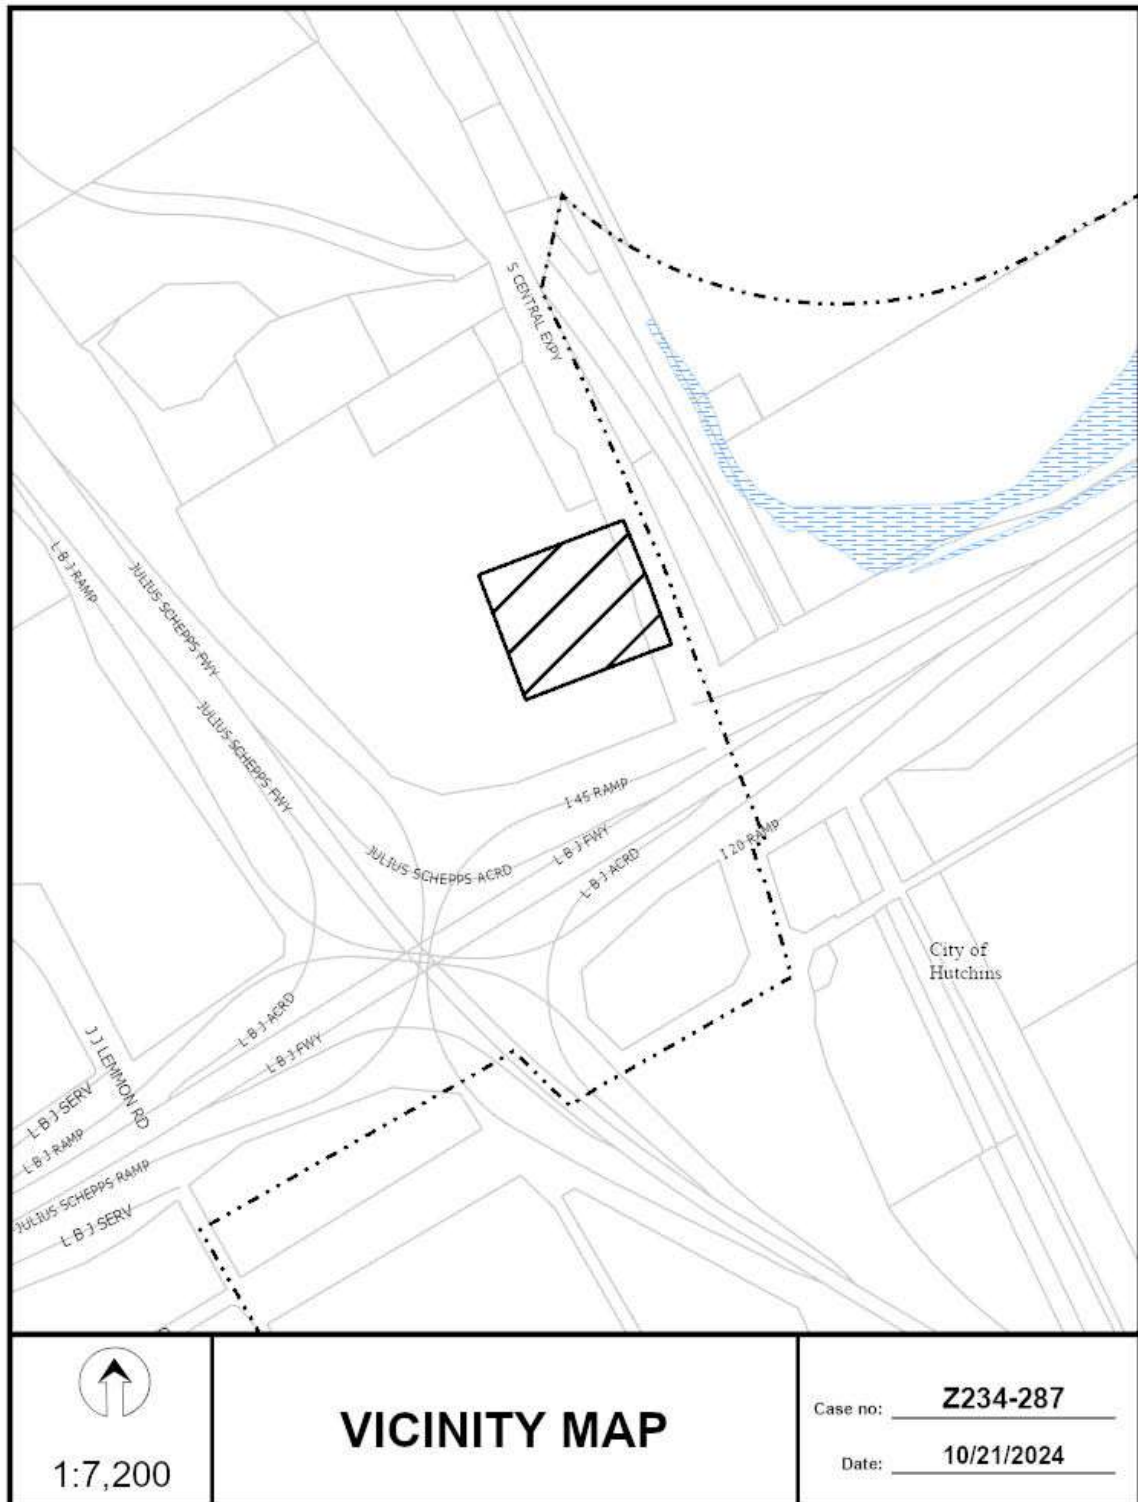 S CENTRAL EXPY
L B J RAMP
JULIUS SCHEPPS FWY
JULIUS SCHEPPS FWY
I 45 RAMP
JULIUS SCHEPPS ACRD
L B J FWY
L B J ACRD
I 20 RAMP
City of
Hutchins
L B J ACRD
L B J FWY
J J LEMMON RD
L B J SERV
L B J RAMP
JULIUS SCHEPPS RAMP
L B J SERV
1:7,200
VICINITY MAP
Case no: Z234-287
Date: 10/21/2024